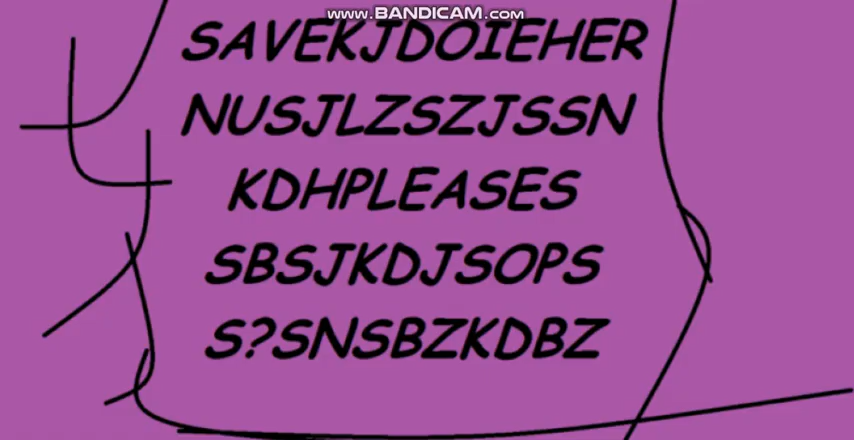 www.BANDICAM.com
SAVEKJDOIEHER
NUSJLZSZJSSN
KDHPLEASES
SBSJKDJSOPS
S?SNSBZKDBZ